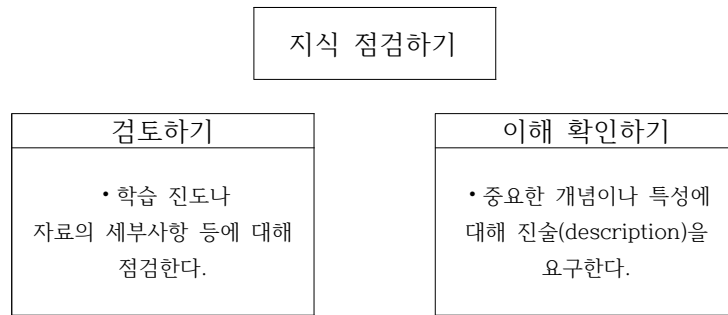 지식 점검하기
검토하기
•학습 진도나
자료의 세부사항 등에 대해
점검한다.
이해 확인하기
•중요한 개념이나 특성에
대해 진술(description)을
요구한다.